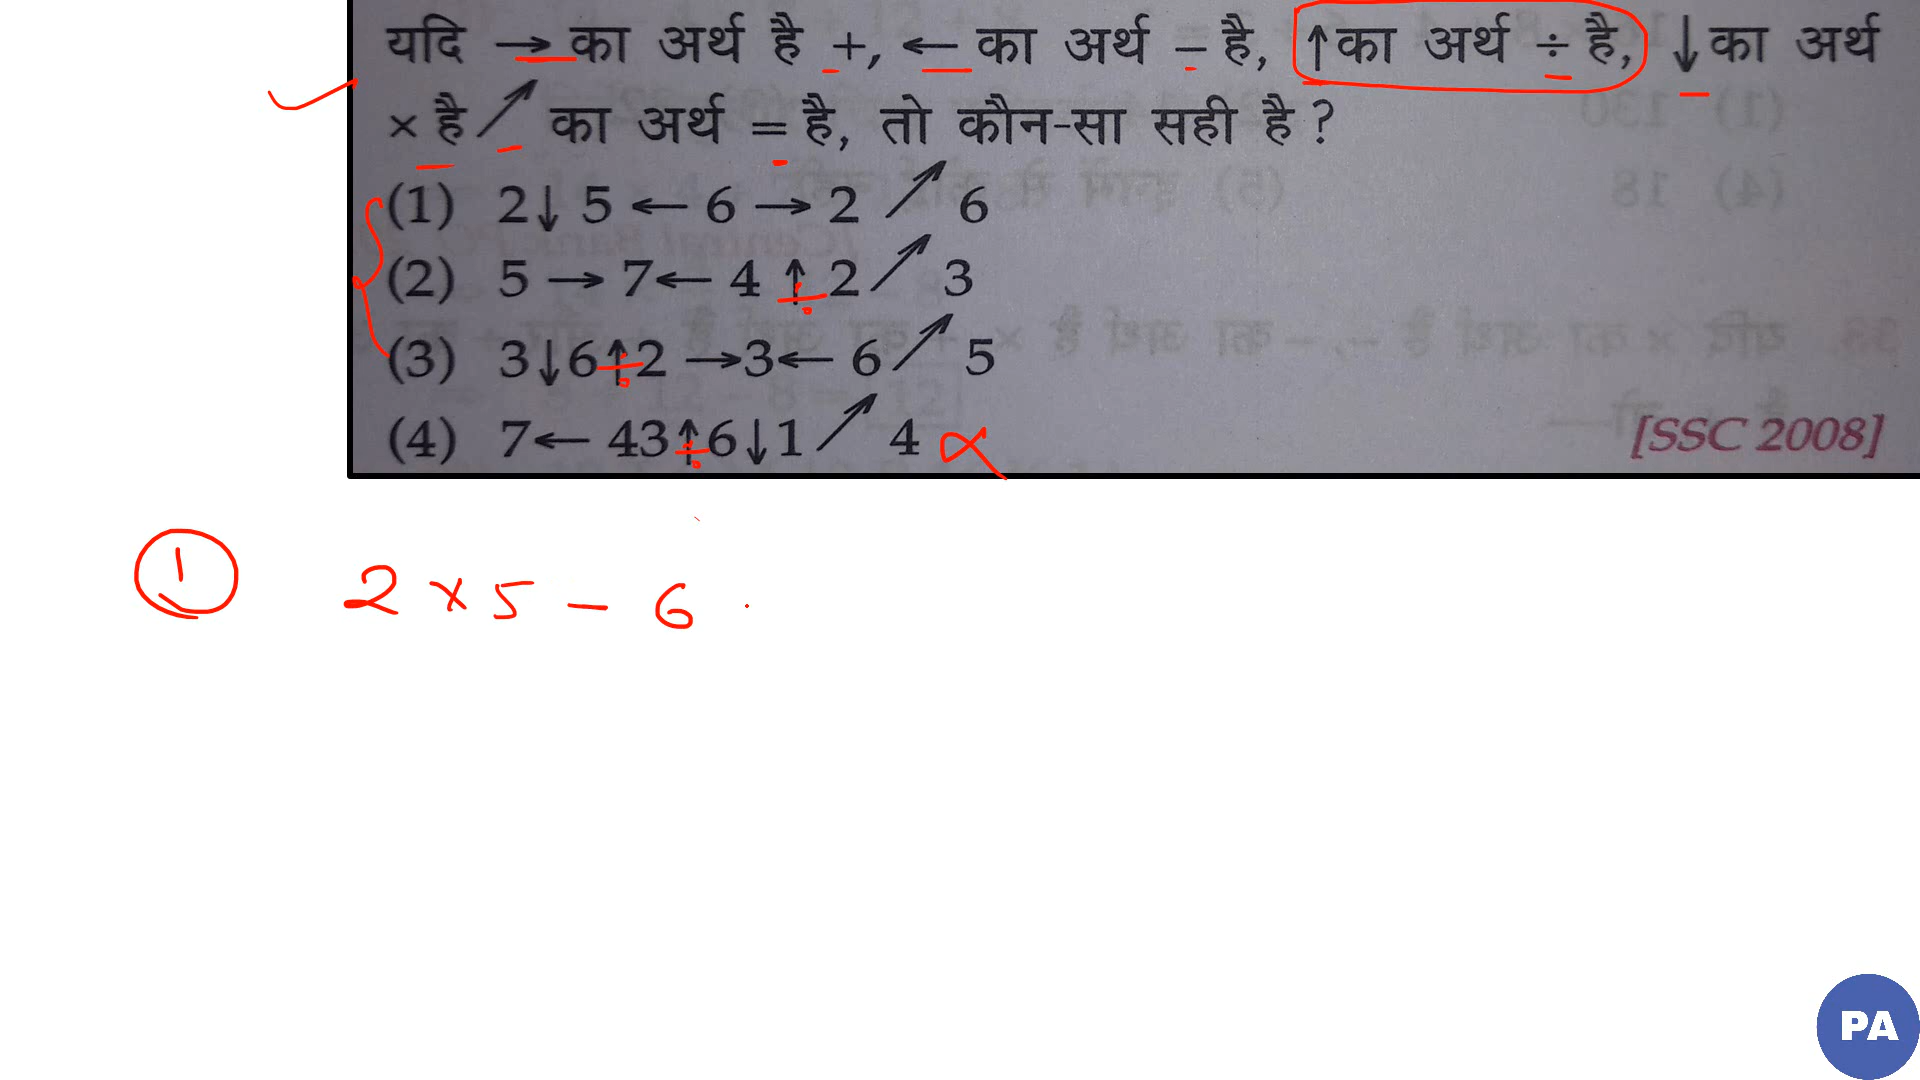 यदि → का अर्थ है +, ← का अर्थ – है, ↑ का अर्थ ÷ है, ↓ का अर्थ
× है ↗ का अर्थ = है, तो कौन-सा सही है ?
(1) 2 ↓ 5 ← 6 → 2 ↗ 6
(2) 5 → 7 ← 4 ↑ 2 ↗ 3
(3) 3 ↓ 6 ↑ 2 → 3 ← 6 ↗ 5
(4) 7 ← 43 ↑ 6 ↓ 1 ↗ 4
[SSC 2008]
1 2 × 5 – 6
PA